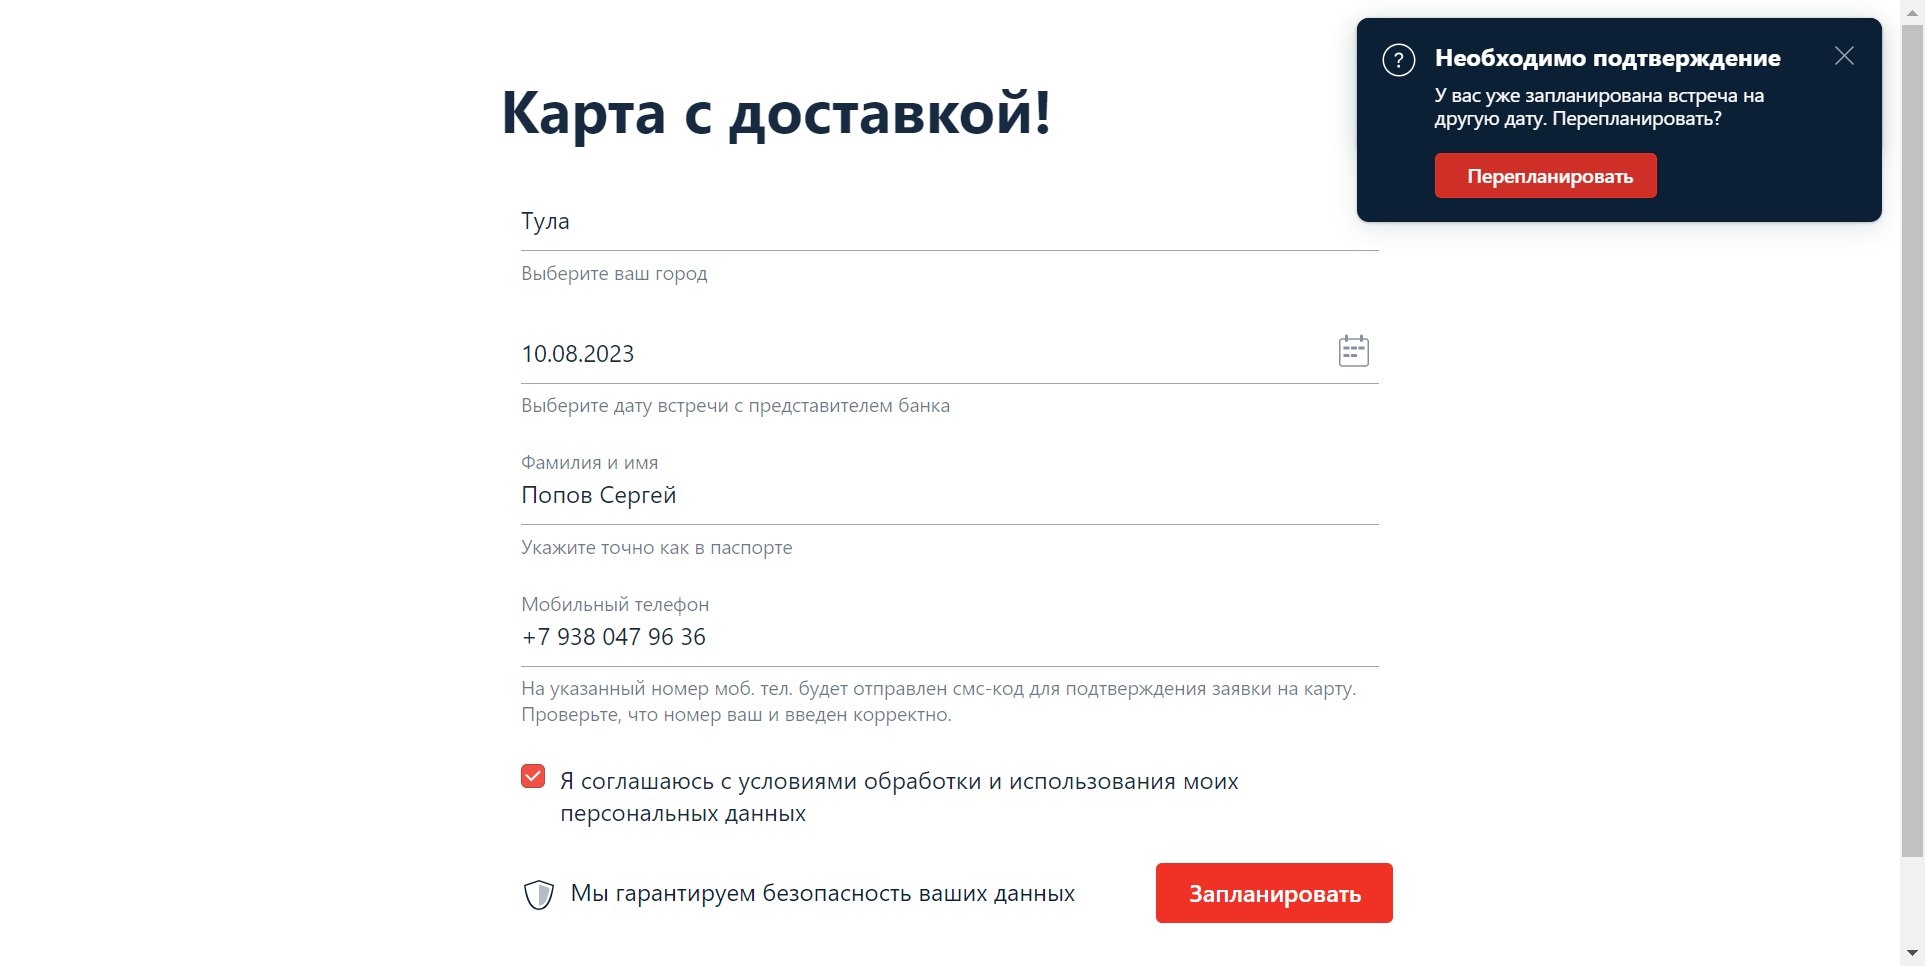 Карта с доставкой!
?
Необходимо подтверждение
У вас уже запланирована встреча на
другую дату. Перепланировать?
Перепланировать
Тула
Выберите ваш город
10.08.2023
Выберите дату встречи с представителем банка
Фамилия и имя
Попов Сергей
Укажите точно как в паспорте
Мобильный телефон
+7 938 047 96 36
На указанный номер моб. тел. будет отправлен смс-код для подтверждения заявки на карту.
Проверьте, что номер ваш и введен корректно.
Я соглашаюсь с условиями обработки и использования моих
персональных данных
Мы гарантируем безопасность ваших данных
Запланировать